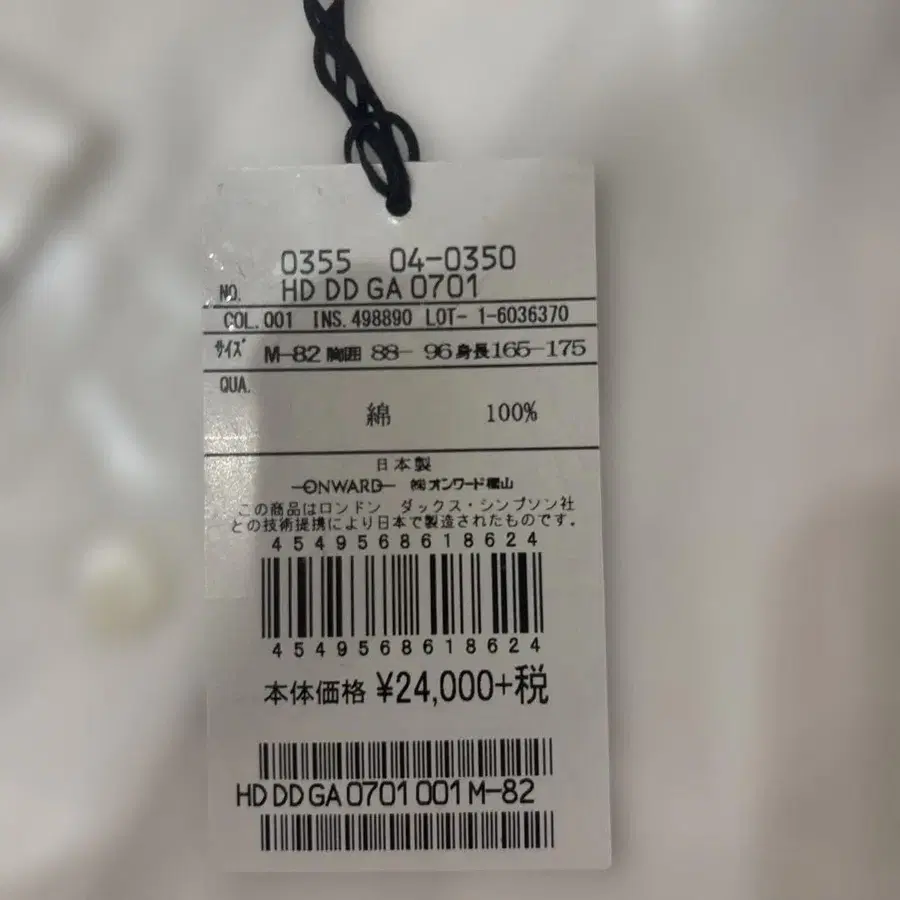 0355 04-0350
NO. HD DD GA 0701
COL. 001 INS. 498890 LOT- 1-6036370
サイズ M-82 胸囲 88- 96 身長165-175
QUA.
綿 100%
日本製
ONWARD ㈱オンワード樫山
この商品はロンドン ダックス・シンプソン社
との技術提携により日本で製造されたものです。
4549568618624
4549568618624
本体価格 ¥24,000+税
HD DD GA 0701 001 M-82